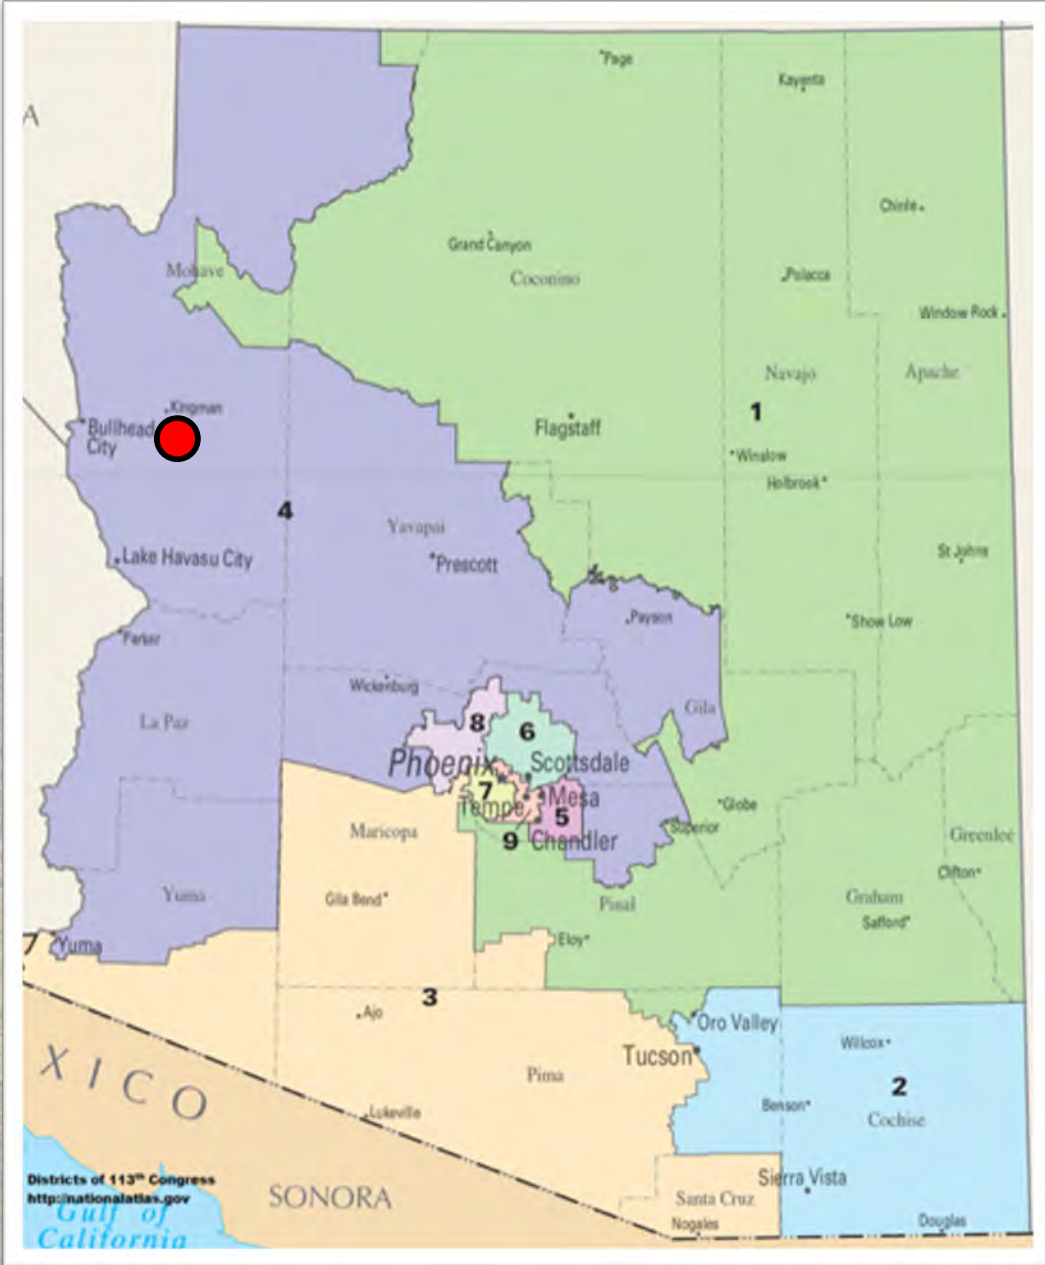 A
Page
Kayenta
Chinle
Grand Canyon
Mohave
Coconino
Polacca
Window Rock
Navajo
Apache
Kingman
1
Bullhead
City
Flagstaff
Winslow
Holbrook
4
Yavapai
Lake Havasu City
Prescott
St Johns
Payson
Parker
Show Low
Wickenburg
La Paz
Gila
8
6
Phoenix
Scottsdale
7
Mesa
Tempe
5
Globe
Superior
Maricopa
9
Chandler
Greenlee
Clifton
Yuma
Gila Bend
Pinal
Graham
Safford
Yuma
Eloy
3
Ajo
Oro Valley
Willcox
Tucson
XICO
Pima
2
Benson
Cochise
Lukeville
Districts of 113th Congress
http://nationalatlas.gov
Sierra Vista
SONORA
Santa Cruz
Gulf of
California
Nogales
Douglas